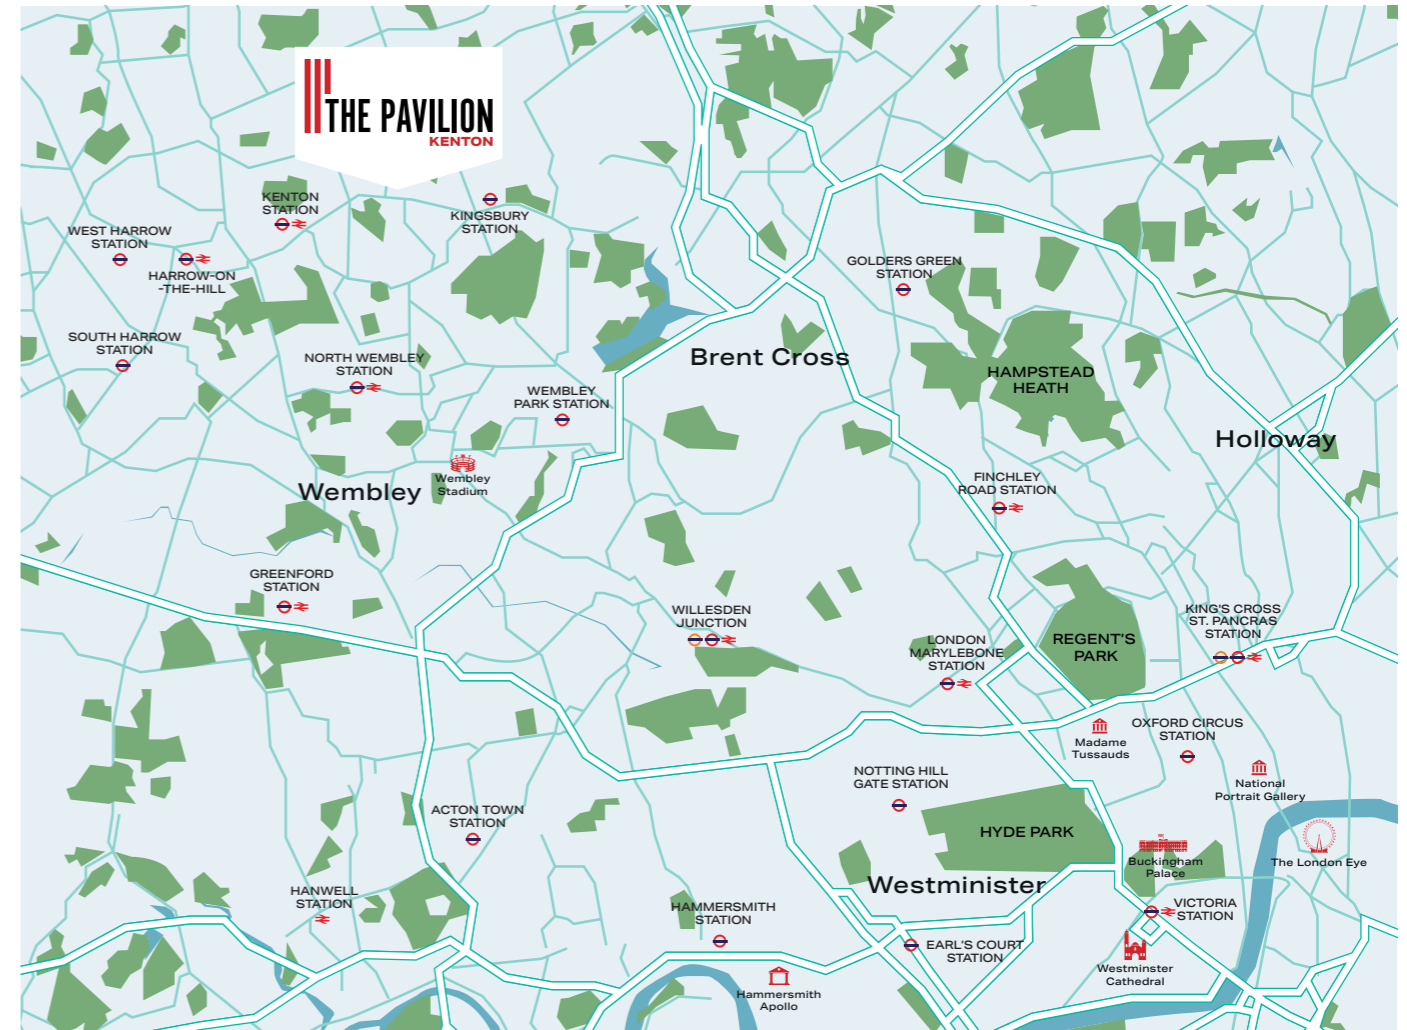 THE PAVILION
KENTON
KENTON
STATION
KINGSBURY
STATION
WEST HARROW
STATION
HARROW-ON
-THE-HILL
GOLDERS GREEN
STATION
SOUTH HARROW
STATION
NORTH WEMBLEY
STATION
Brent Cross
WEMBLEY
PARK STATION
HAMPSTEAD
HEATH
Holloway
Wembley
Wembley
Stadium
FINCHLEY
ROAD STATION
GREENFORD
STATION
WILLESDEN
JUNCTION
LONDON
MARYLEBONE
STATION
REGENT'S
PARK
KING'S CROSS
ST. PANCRAS
STATION
Madame
Tussauds
OXFORD CIRCUS
STATION
NOTTING HILL
GATE STATION
National
Portrait Gallery
ACTON TOWN
STATION
HYDE PARK
Buckingham
Palace
The London Eye
Westminister
HANWELL
STATION
HAMMERSMITH
STATION
VICTORIA
STATION
EARL'S COURT
STATION
Westminster
Cathedral
Hammersmith
Apollo